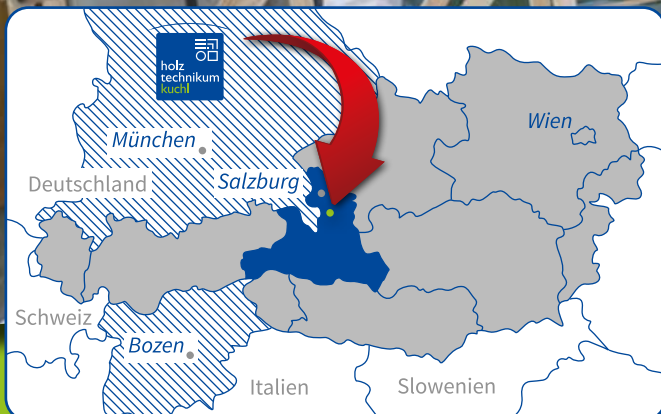 holz
technikum
kuchl
Wien
München
Deutschland
Salzburg
Schweiz
Bozen
Italien
Slowenien